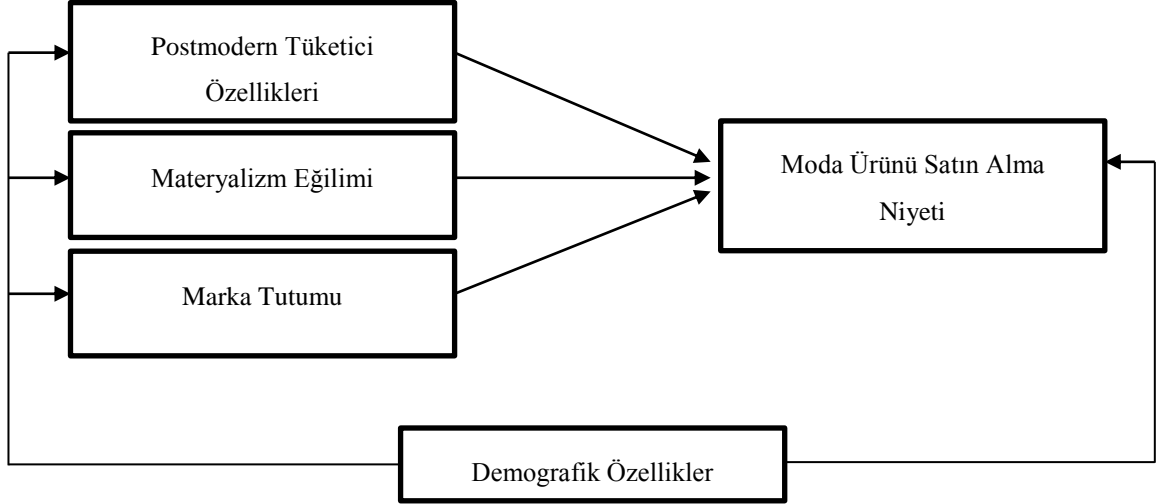 Postmodern Tüketici
Özellikleri
Materyalizm Eğilimi
Marka Tutumu
Moda Ürünü Satın Alma
Niyeti
Demografik Özellikler